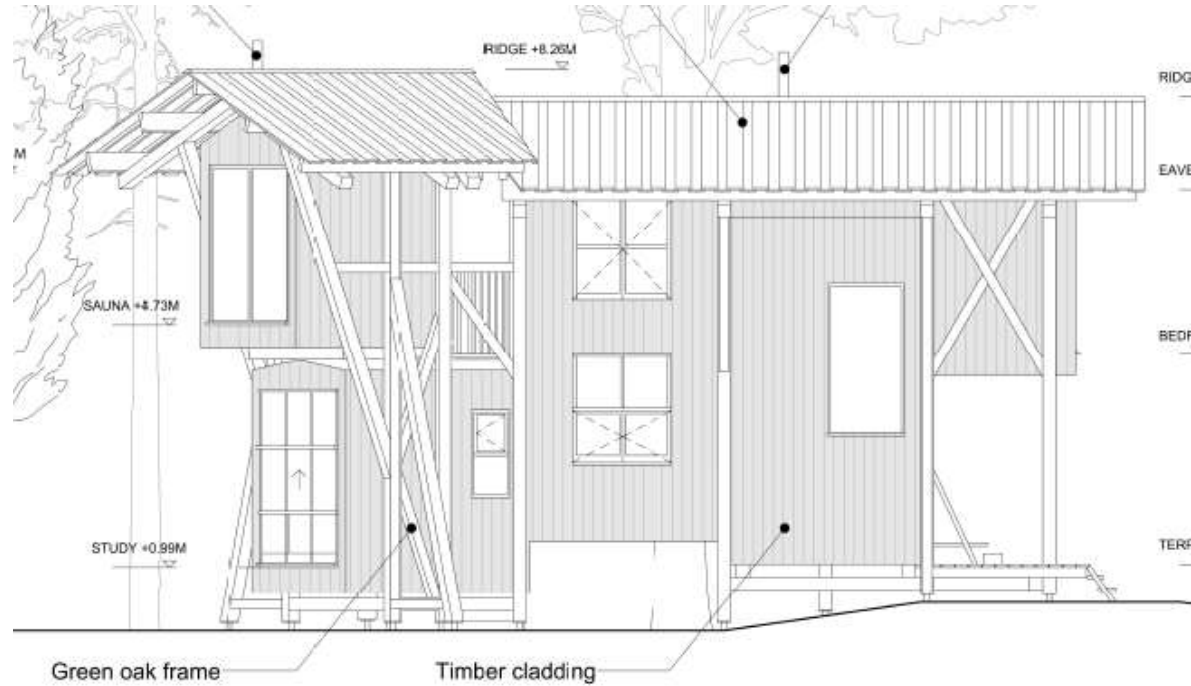 RIDGE +8.26M
RIDG
M
EAVE
SAUNA +4.73M
BEDR
STUDY +0.99M
TERR
Green oak frame
Timber cladding